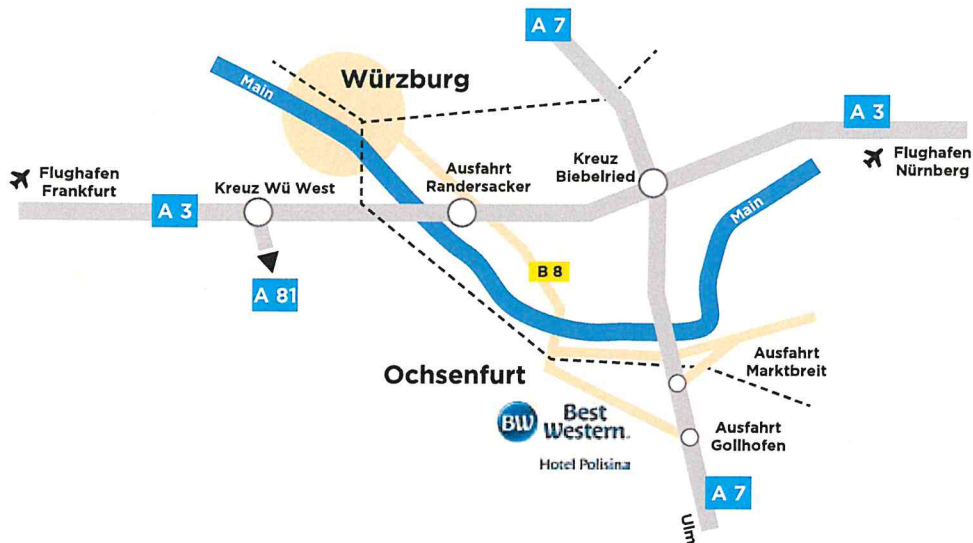 A 7
Würzburg
Main
A 3
Flughafen
Nürnberg
Flughafen
Frankfurt
Ausfahrt
Randersacker
Kreuz
Biebelried
Kreuz Wü West
A 3
Main
A 81
B 8
Ausfahrt
Marktbreit
Ochsenfurt
BW
Best
Western®
Hotel Polisina
Ausfahrt
Gollhofen
A 7
Ulm